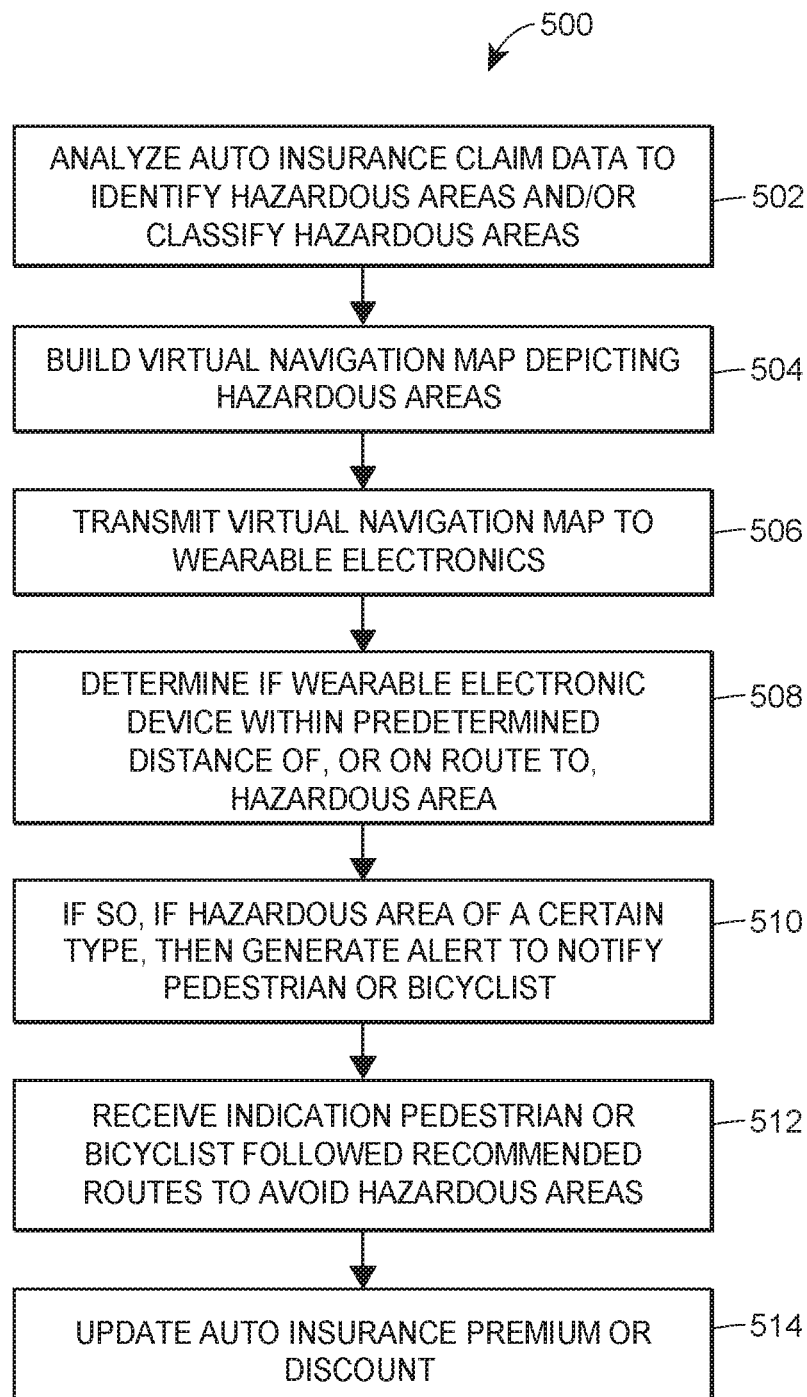 500
ANALYZE AUTO INSURANCE CLAIM DATA TO
IDENTIFY HAZARDOUS AREAS AND/OR
CLASSIFY HAZARDOUS AREAS
502
BUILD VIRTUAL NAVIGATION MAP DEPICTING
HAZARDOUS AREAS
504
TRANSMIT VIRTUAL NAVIGATION MAP TO
WEARABLE ELECTRONICS
506
DETERMINE IF WEARABLE ELECTRONIC
DEVICE WITHIN PREDETERMINED
DISTANCE OF, OR ON ROUTE TO,
HAZARDOUS AREA
508
IF SO, IF HAZARDOUS AREA OF A CERTAIN
TYPE, THEN GENERATE ALERT TO NOTIFY
PEDESTRIAN OR BICYCLIST
510
RECEIVE INDICATION PEDESTRIAN OR
BICYCLIST FOLLOWED RECOMMENDED
ROUTES TO AVOID HAZARDOUS AREAS
512
UPDATE AUTO INSURANCE PREMIUM OR
DISCOUNT
514